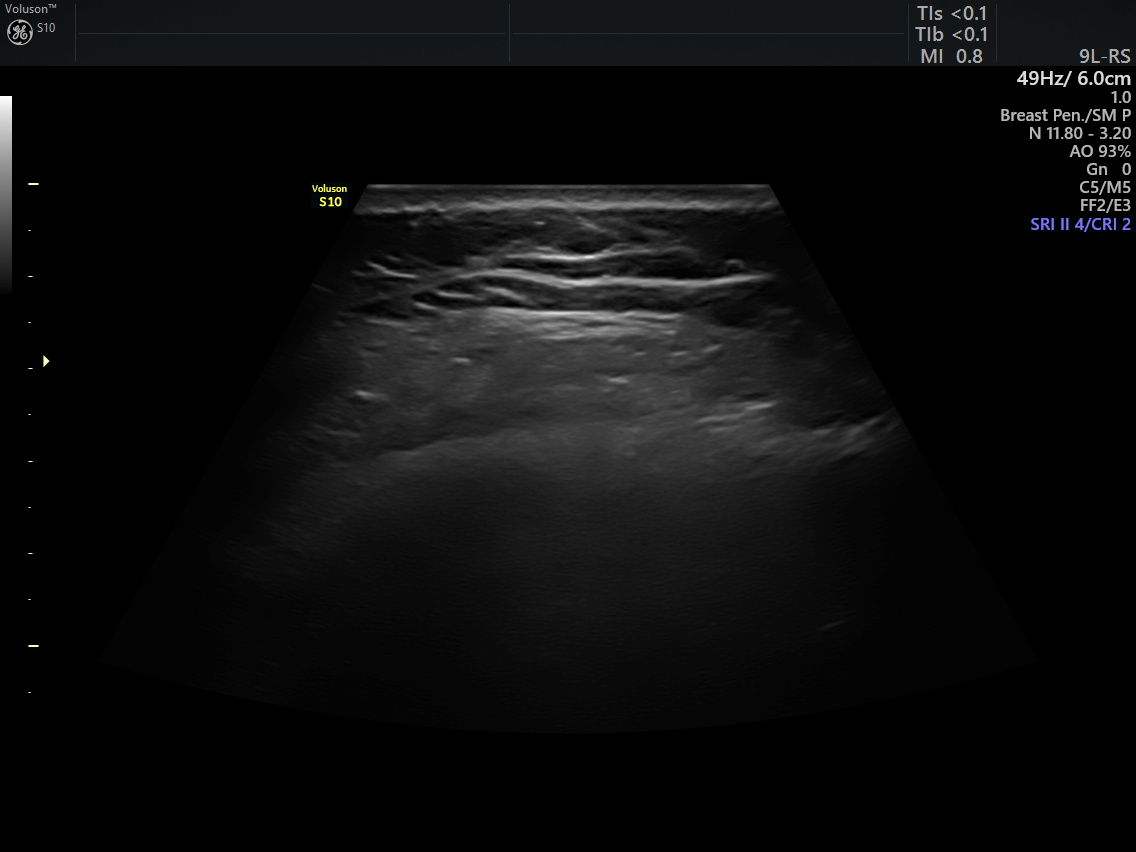 Voluson™
S10
TIs <0.1
TIb <0.1
MI 0.8
9L-RS
49Hz/ 6.0cm
1.0
Breast Pen./SM P
N 11.80 - 3.20
AO 93%
Gn 0
C5/M5
FF2/E3
SRI II 4/CRI 2
Voluson
S10